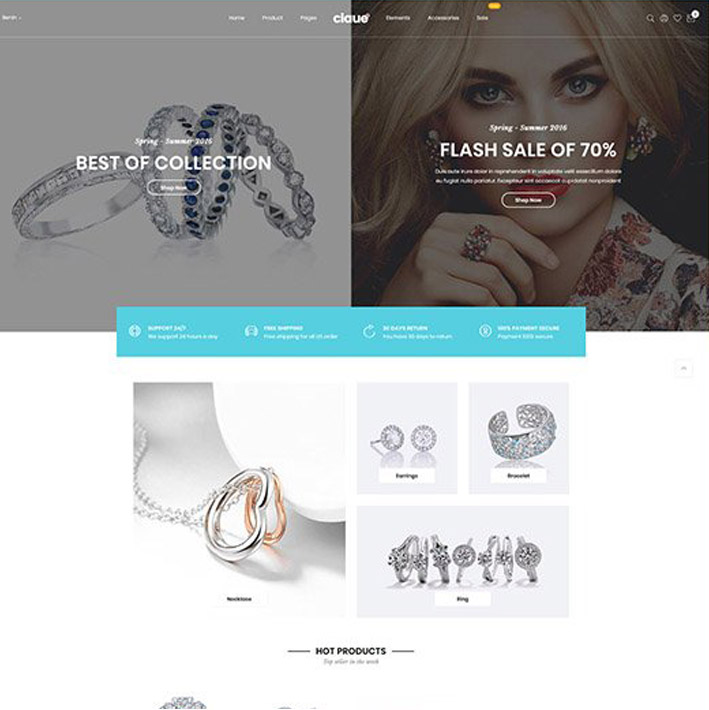 Berlin
Home
Product
Pages
claue
Elements
Accessories
Sale
0
Spring - Summer 2016
BEST OF COLLECTION
Shop Now
Spring - Summer 2016
FLASH SALE OF 70%
Duis aute irure dolor in reprehenderit in voluptate velit essecillum dolore
eu fugiat nulla pariatur. Excepteur sint occaecat cupidatat nonproident
Shop Now
SUPPORT 24/7
We support 24 hours a day
FREE SHIPPING
Free shipping for all US order
30 DAYS RETURN
You have 30 days to return
100% PAYMENT SECURE
Payment 100% secure
Necklace
Earrings
Bracelet
Ring
HOT PRODUCTS
Top seller in the week